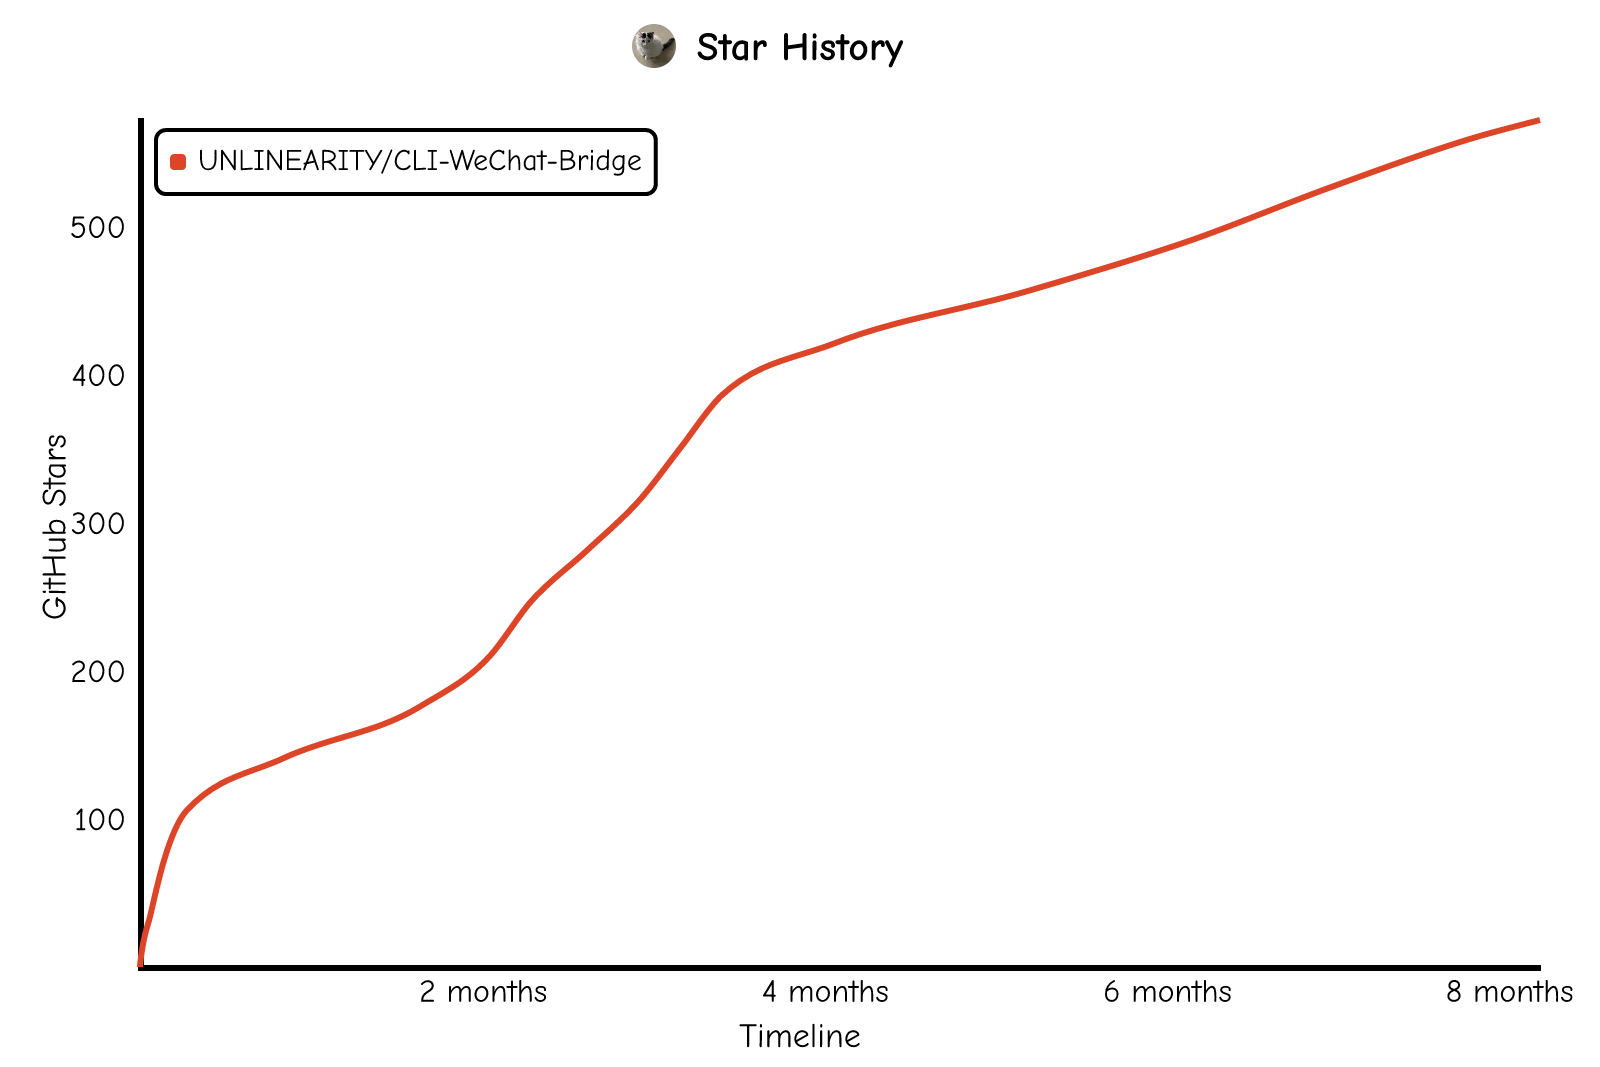 Star History
UNLINEARITY/CLI-WeChat-Bridge
500
400
300
200
100
GitHub Stars
2 months
4 months
6 months
8 months
Timeline